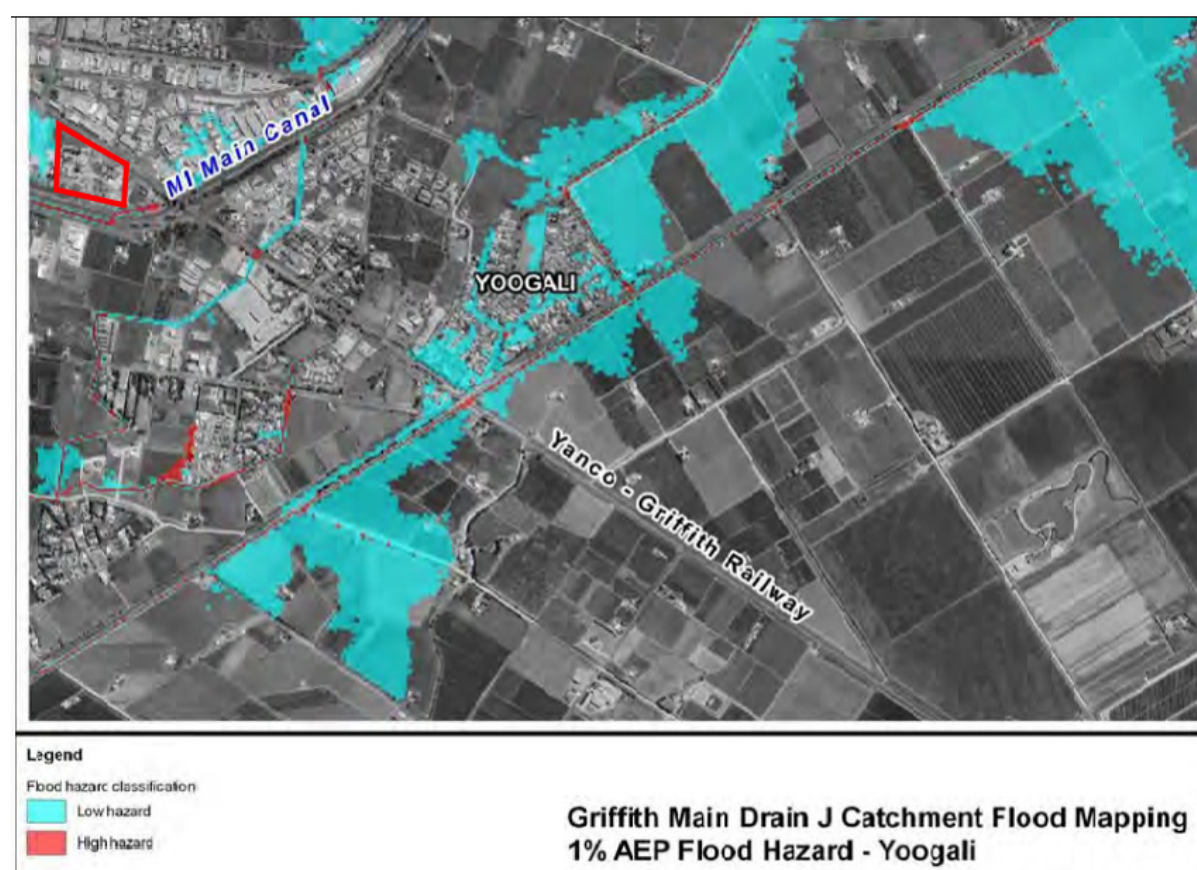 MI Main Canal
YOOGALI
Yanco - Griffith Railway
Legend
Flood hazard classification
Low hazard
High hazard
Griffith Main Drain J Catchment Flood Mapping
1% AEP Flood Hazard - Yoogali